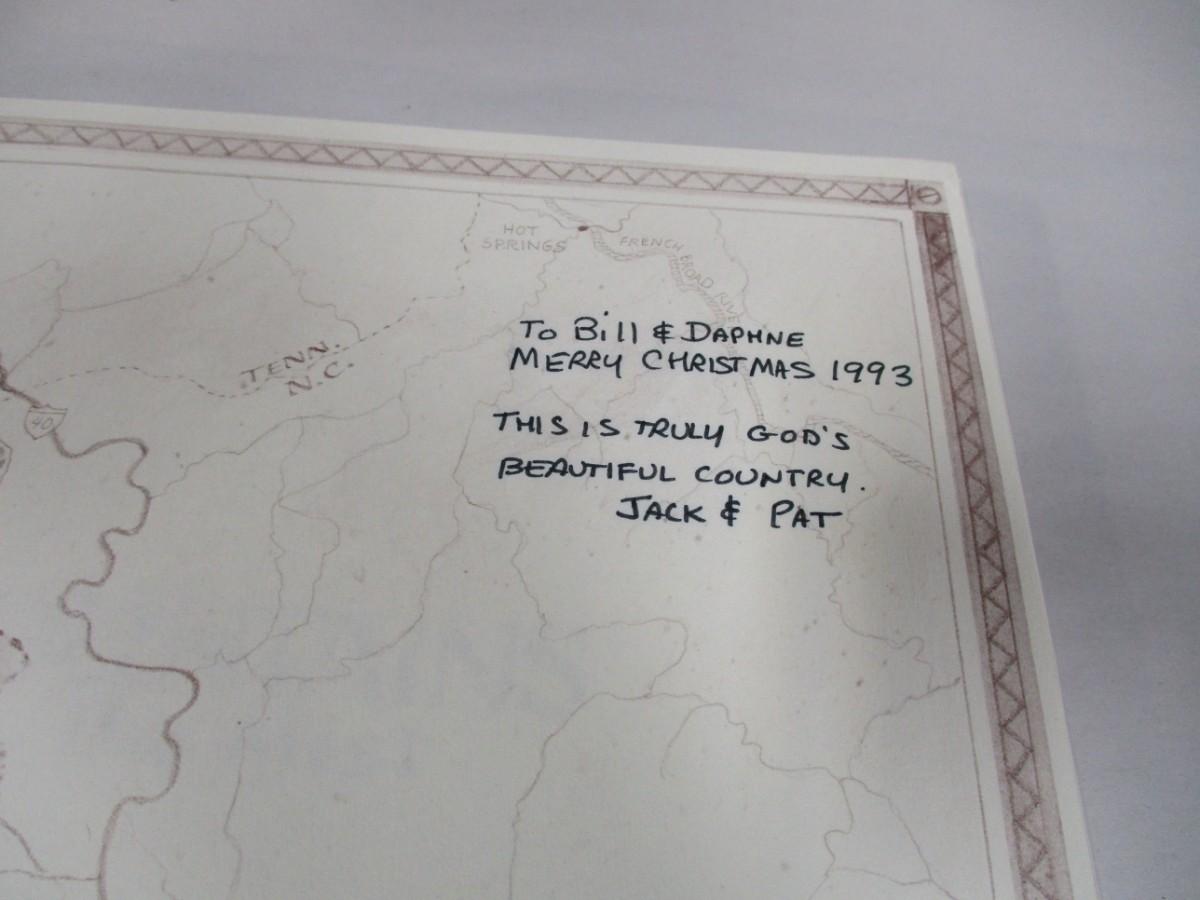 HOT
SPRINGS
FRENCH BROAD RIVER
To Bill & DAPHNE
MERRY CHRISTMAS 1993
TENN.
N.C.
40
THIS IS TRULY GOD'S
BEAUTIFUL COUNTRY.
JACK & PAT